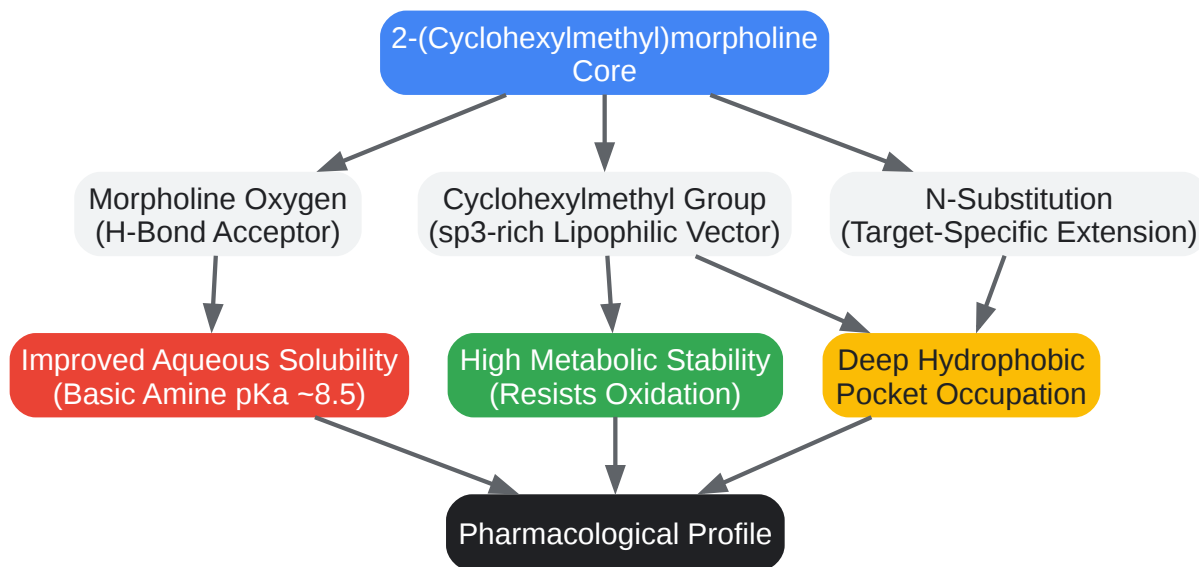 2-(Cyclohexylmethyl)morpholine
Core
Morpholine Oxygen
(H-Bond Acceptor)
Cyclohexylmethyl Group
(sp3-rich Lipophilic Vector)
N-Substitution
(Target-Specific Extension)
Improved Aqueous Solubility
(Basic Amine pKa ~8.5)
High Metabolic Stability
(Resists Oxidation)
Deep Hydrophobic
Pocket Occupation
Pharmacological Profile